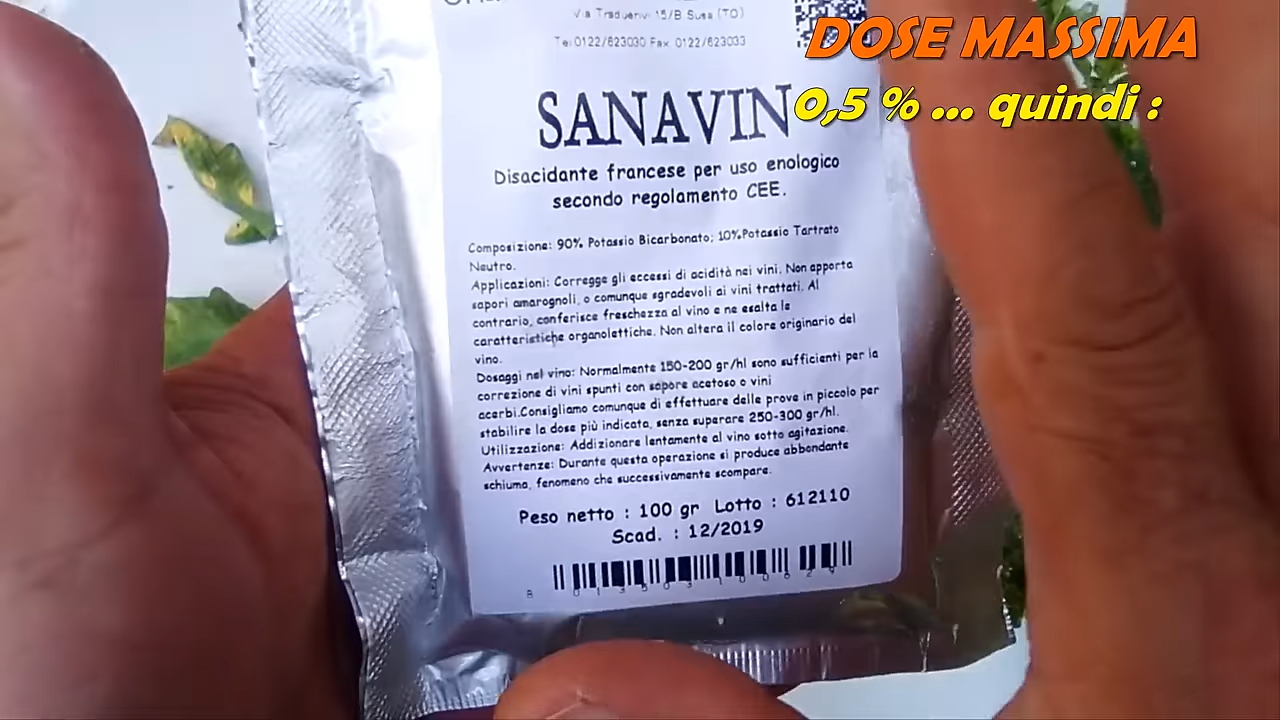 Via Traduerivi 15/B Susa (TO)
Tel 0122/623030 Fax 0122/623033
DOSE MASSIMA
0,5 % ... quindi :
SANAVIN
Disacidante francese per uso enologico
secondo regolamento CEE.
Composizione: 90% Potassio Bicarbonato; 10%Potassio Tartrato
Neutro.
Applicazioni: Corregge gli eccessi di acidità nei vini. Non apporta
sapori amarognoli, o comunque sgradevoli ai vini trattati. Al
contrario, conferisce freschezza al vino e ne esalta le
caratteristiche organolettiche. Non altera il colore originario del
vino.
Dosaggi nel vino: Normalmente 150-200 gr/hl sono sufficienti per la
correzione di vini spunti con sapore acetoso o vini
acerbi.Consigliamo comunque di effettuare delle prove in piccolo per
stabilire la dose più indicata, senza superare 250-300 gr/hl.
Utilizzazione: Addizionare lentamente al vino sotto agitazione.
Avvertenze: Durante questa operazione si produce abbondante
schiuma, fenomeno che successivamente scompare.
Peso netto : 100 gr Lotto : 612110
Scad. : 12/2019